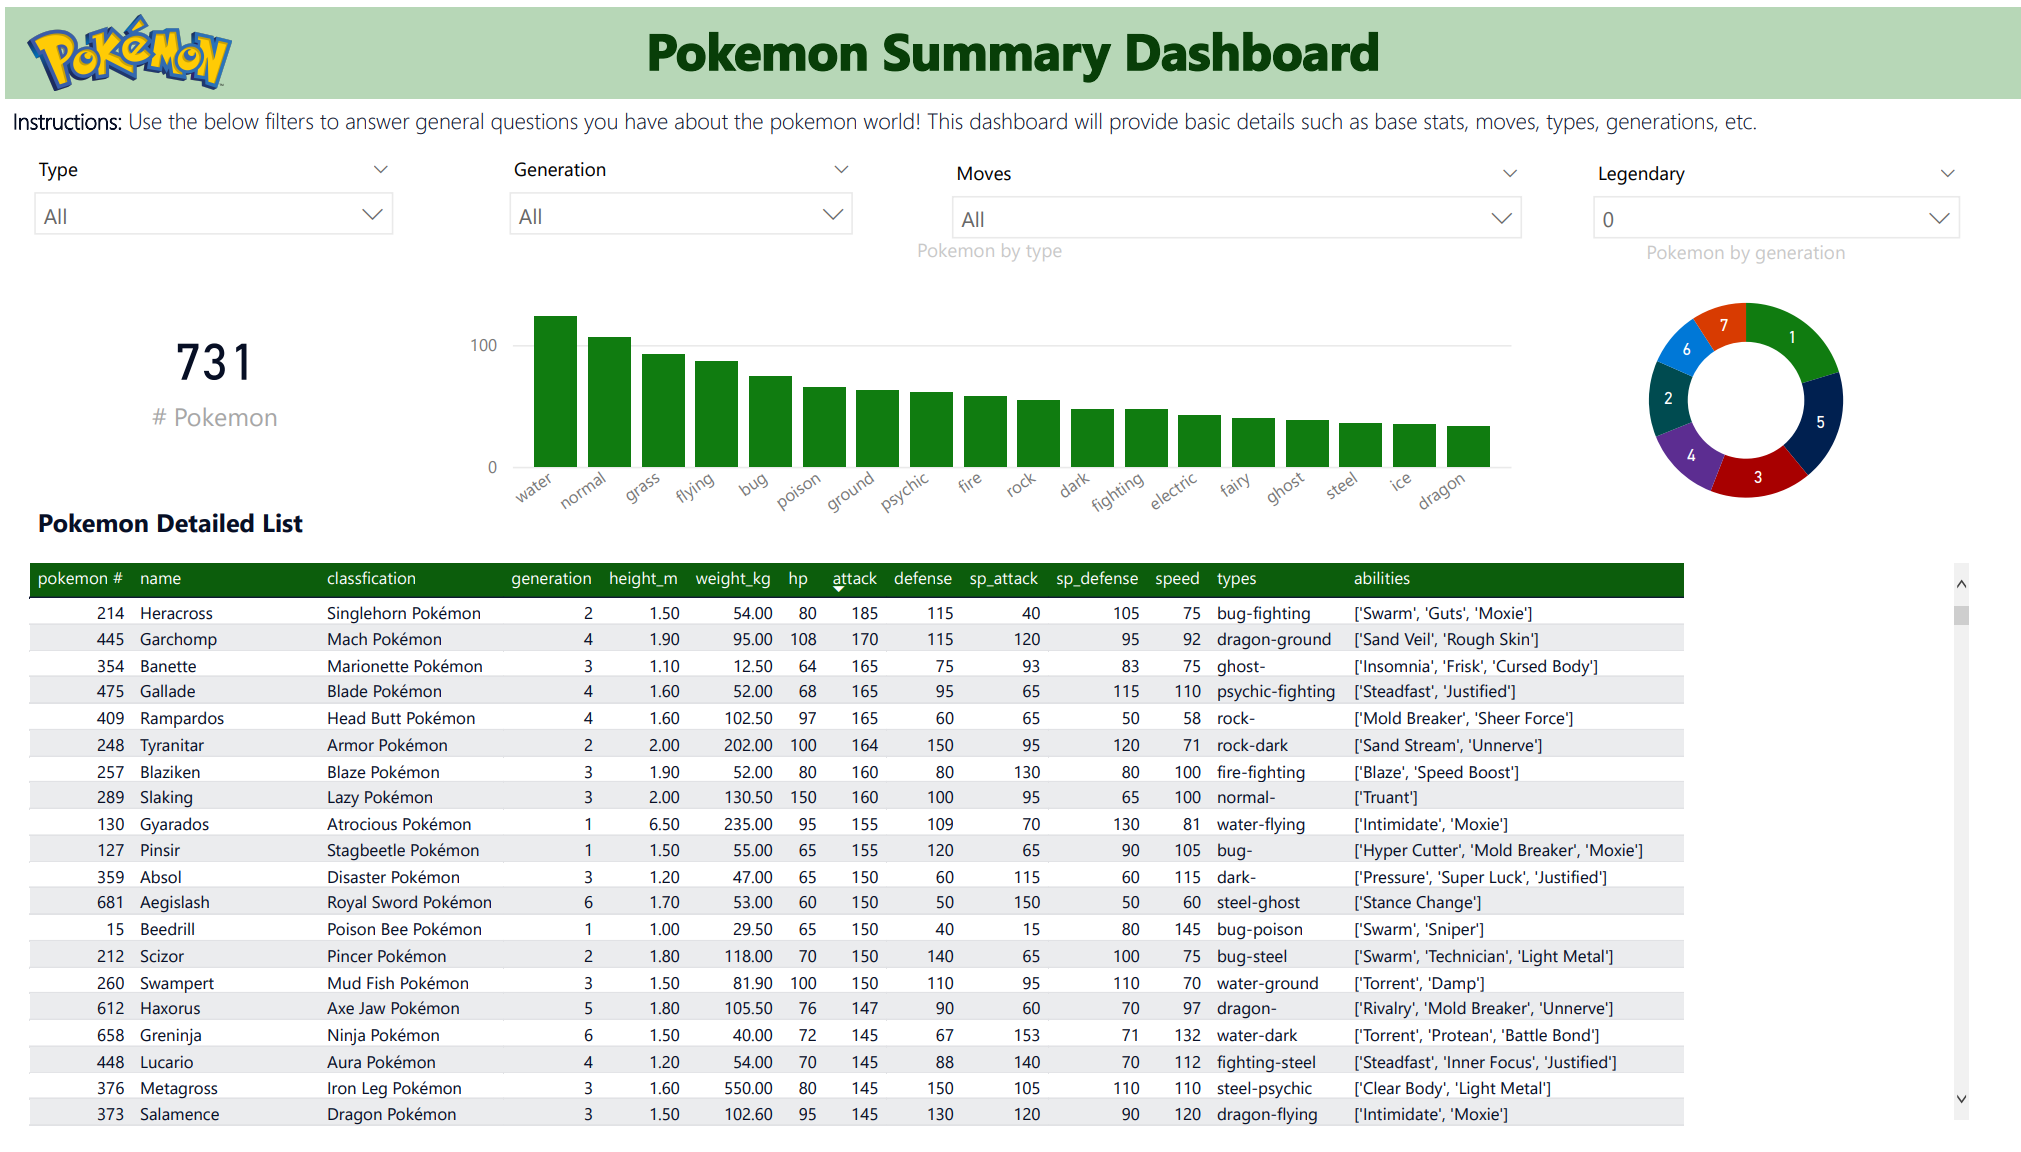 POKéMON
Pokemon Summary Dashboard
Instructions: Use the below filters to answer general questions you have about the pokemon world! This dashboard will provide basic details such as base stats, moves, types, generations, etc.
Type
Generation
Moves
Legendary
All
All
All
0
Pokemon by type
Pokemon by generation
731
# Pokemon
100
0
water normal grass flying bug poison ground psychic fire rock dark fighting electric fairy ghost steel ice dragon
1
5
3
4
2
6
7
Pokemon Detailed List
pokemon # name classfication generation height_m weight_kg hp attack defense sp_attack sp_defense speed types abilities
214 Heracross Singlehorn Pokémon 2 1.50 54.00 80 185 115 40 105 75 bug-fighting ['Swarm', 'Guts', 'Moxie']
445 Garchomp Mach Pokémon 4 1.90 95.00 108 170 115 120 95 92 dragon-ground ['Sand Veil', 'Rough Skin']
354 Banette Marionette Pokémon 3 1.10 12.50 64 165 75 93 83 75 ghost- ['Insomnia', 'Frisk', 'Cursed Body']
475 Gallade Blade Pokémon 4 1.60 52.00 68 165 95 65 115 110 psychic-fighting ['Steadfast', 'Justified']
409 Rampardos Head Butt Pokémon 4 1.60 102.50 97 165 60 65 50 58 rock- ['Mold Breaker', 'Sheer Force']
248 Tyranitar Armor Pokémon 2 2.00 202.00 100 164 150 95 120 71 rock-dark ['Sand Stream', 'Unnerve']
257 Blaziken Blaze Pokémon 3 1.90 52.00 80 160 80 130 80 100 fire-fighting ['Blaze', 'Speed Boost']
289 Slaking Lazy Pokémon 3 2.00 130.50 150 160 100 95 65 100 normal- ['Truant']
130 Gyarados Atrocious Pokémon 1 6.50 235.00 95 155 109 70 130 81 water-flying ['Intimidate', 'Moxie']
127 Pinsir Stagbeetle Pokémon 1 1.50 55.00 65 155 120 65 90 105 bug- ['Hyper Cutter', 'Mold Breaker', 'Moxie']
359 Absol Disaster Pokémon 3 1.20 47.00 65 150 60 115 60 115 dark- ['Pressure', 'Super Luck', 'Justified']
681 Aegislash Royal Sword Pokémon 6 1.70 53.00 60 150 50 150 50 60 steel-ghost ['Stance Change']
15 Beedrill Poison Bee Pokémon 1 1.00 29.50 65 150 40 15 80 145 bug-poison ['Swarm', 'Sniper']
212 Scizor Pincer Pokémon 2 1.80 118.00 70 150 140 65 100 75 bug-steel ['Swarm', 'Technician', 'Light Metal']
260 Swampert Mud Fish Pokémon 3 1.50 81.90 100 150 110 95 110 70 water-ground ['Torrent', 'Damp']
612 Haxorus Axe Jaw Pokémon 5 1.80 105.50 76 147 90 60 70 97 dragon- ['Rivalry', 'Mold Breaker', 'Unnerve']
658 Greninja Ninja Pokémon 6 1.50 40.00 72 145 67 153 71 132 water-dark ['Torrent', 'Protean', 'Battle Bond']
448 Lucario Aura Pokémon 4 1.20 54.00 70 145 88 140 70 112 fighting-steel ['Steadfast', 'Inner Focus', 'Justified']
376 Metagross Iron Leg Pokémon 3 1.60 550.00 80 145 150 105 110 110 steel-psychic ['Clear Body', 'Light Metal']
373 Salamence Dragon Pokémon 3 1.50 102.60 95 145 130 120 90 120 dragon-flying ['Intimidate', 'Moxie']